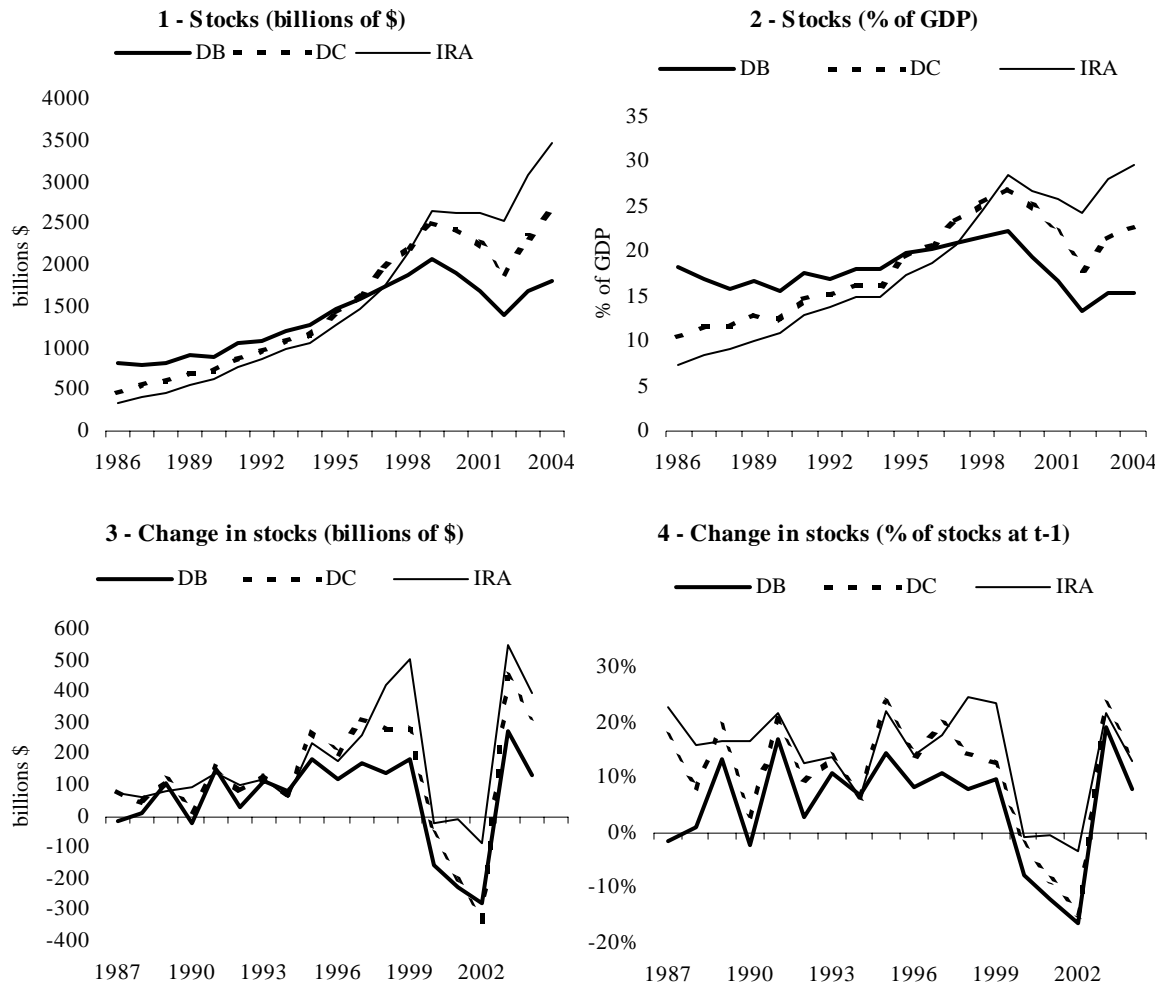 1 - Stocks (billions of $)
DB DC IRA
billions $
4000
3500
3000
2500
2000
1500
1000
500
0
1986 1989 1992 1995 1998 2001 2004
2 - Stocks (% of GDP)
DB DC IRA
% of GDP
35
30
25
20
15
10
5
0
1986 1989 1992 1995 1998 2001 2004
3 - Change in stocks (billions of $)
DB DC IRA
billions $
600
500
400
300
200
100
0
-100
-200
-300
-400
1987 1990 1993 1996 1999 2002
4 - Change in stocks (% of stocks at t-1)
DB DC IRA
30%
20%
10%
0%
-10%
-20%
1987 1990 1993 1996 1999 2002